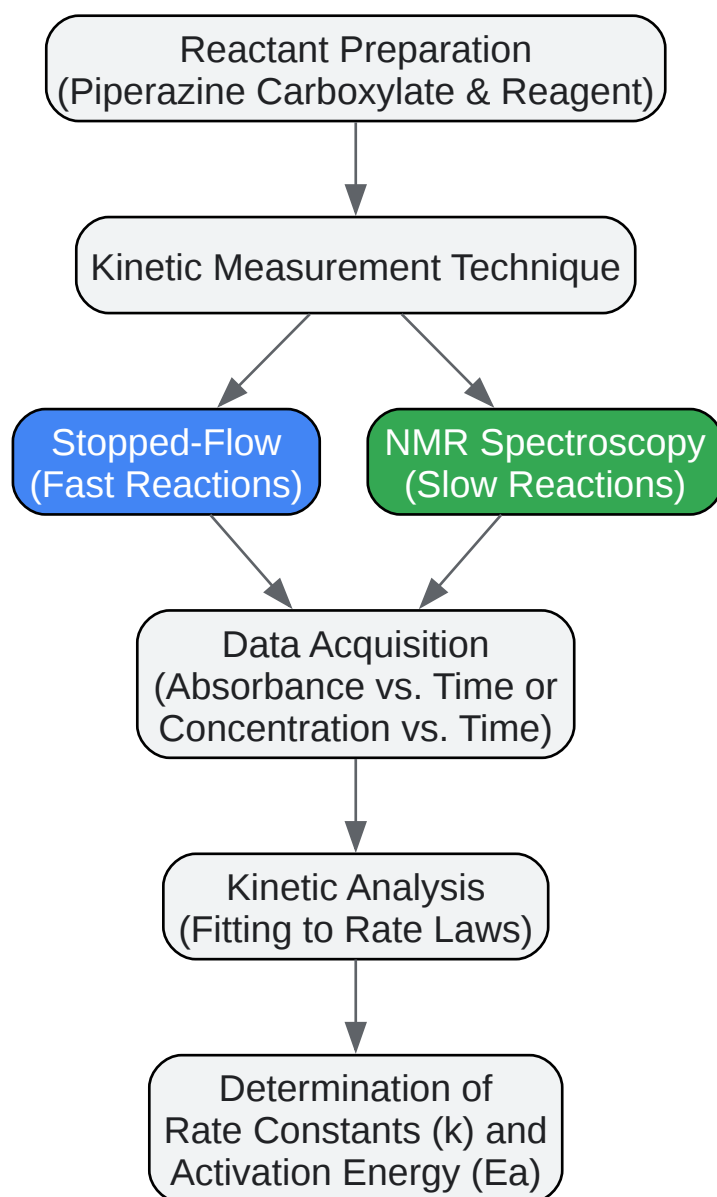 Reactant Preparation
(Piperazine Carboxylate & Reagent)
Kinetic Measurement Technique
Stopped-Flow
(Fast Reactions)
NMR Spectroscopy
(Slow Reactions)
Data Acquisition
(Absorbance vs. Time or
Concentration vs. Time)
Kinetic Analysis
(Fitting to Rate Laws)
Determination of
Rate Constants (k) and
Activation Energy (Ea)